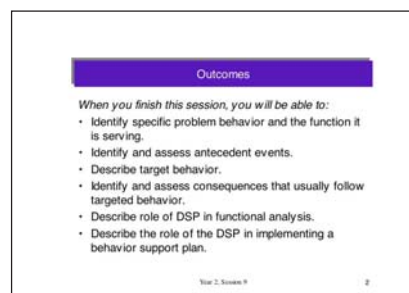 Outcomes
When you finish this session, you will be able to:
• Identify specific problem behavior and the function it
is serving.
• Identify and assess antecedent events.
• Describe target behavior.
• Identify and assess consequences that usually follow
targeted behavior.
• Describe role of DSP in functional analysis.
• Describe the role of the DSP in implementing a
behavior support plan.
Year 2, Session 9
2